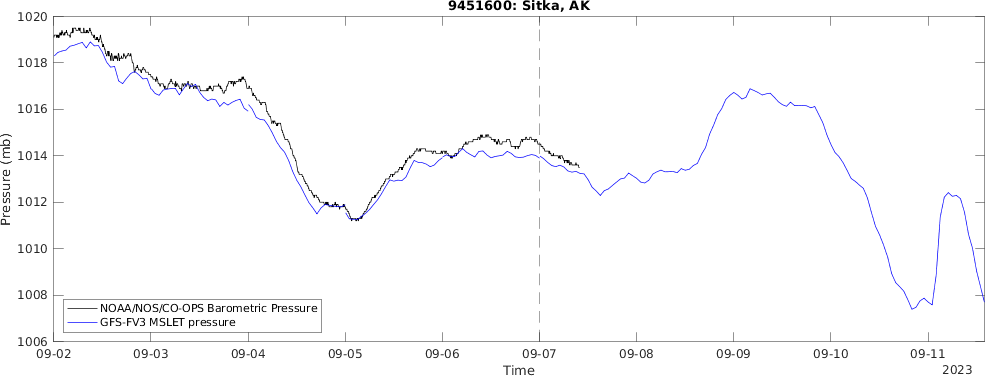 9451600: Sitka, AK
Pressure (mb)
1020
1018
1016
1014
1012
1010
1008
1006
NOAA/NOS/CO-OPS Barometric Pressure
GFS-FV3 MSLET pressure
09-02 09-03 09-04 09-05 09-06 09-07 09-08 09-09 09-10 09-11
Time
2023